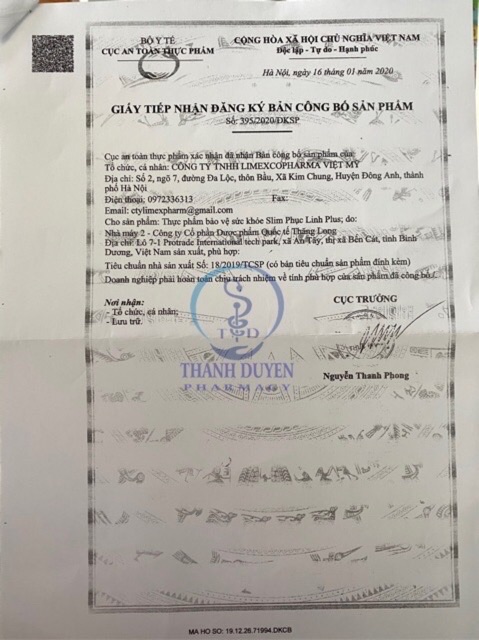 BỘ Y TẾ
CỤC AN TOÀN THỰC PHẨM
CỘNG HÒA XÃ HỘI CHỦ NGHĨA VIỆT NAM
Độc lập - Tự do - Hạnh phúc
Hà Nội, ngày 16 tháng 01 năm 2020
GIẤY TIẾP NHẬN ĐĂNG KÝ BẢN CÔNG BỐ SẢN PHẨM
Số: 395/2020/ĐKSP
Cục an toàn thực phẩm xác nhận đã nhận Bản công bố sản phẩm của:
Tổ chức, cá nhân: CÔNG TY TNHH LIMEXCOPHARMA VIỆT MỸ
Địa chỉ: Số 2, ngõ 7, đường Đa Lộc, thôn Bầu, Xã Kim Chung, Huyện Đông Anh, thành
phố Hà Nội
Điện thoại: 0972336313 Fax:
Email: ctylimexpharm@gmail.com
Cho sản phẩm: Thực phẩm bảo vệ sức khỏe Slim Phục Linh Plus; do:
Nhà máy 2 - Công ty Cổ phần Dược phẩm Quốc tế Thăng Long
Địa chỉ: Lô 7-1 Protrade International tech park, xã An Tây, thị xã Bến Cát, tỉnh Bình
Dương, Việt Nam sản xuất, phù hợp:
Tiêu chuẩn nhà sản xuất Số: 18/2019/TCSP (có bản tiêu chuẩn sản phẩm đính kèm)
Doanh nghiệp phải hoàn toàn chịu trách nhiệm về tính phù hợp của sản phẩm đã công bố./.
Nơi nhận:
- Tổ chức, cá nhân;
- Lưu trữ.
CỤC TRƯỞNG
Nguyễn Thanh Phong
T D
THANH DUYEN
PHARMACY
MA HO SO: 19.12.26.71994.DKCB